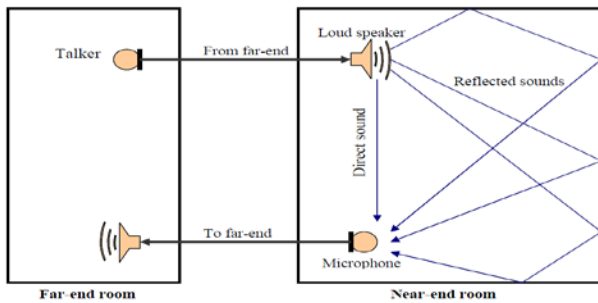 Talker
From far-end
Loud speaker
Reflected sounds
Direct sound
To far-end
Microphone
Far-end room
Near-end room